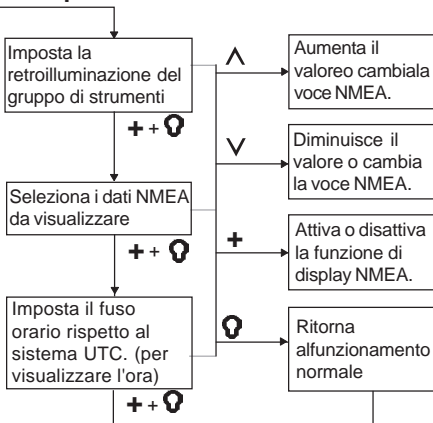 Imposta la
retroilluminazione del
gruppo di strumenti
+ +
Seleziona i dati NMEA
da visualizzare
+ +
Imposta il fuso
orario rispetto al
sistema UTC. (per
visualizzare l'ora)
+ +
Aumenta il
valoreo cambiala
voce NMEA.
Diminuisce il
valore o cambia
la voce NMEA.
+
Attiva o disattiva
la funzione di
display NMEA.
Ritorna
alfunzionamento
normale